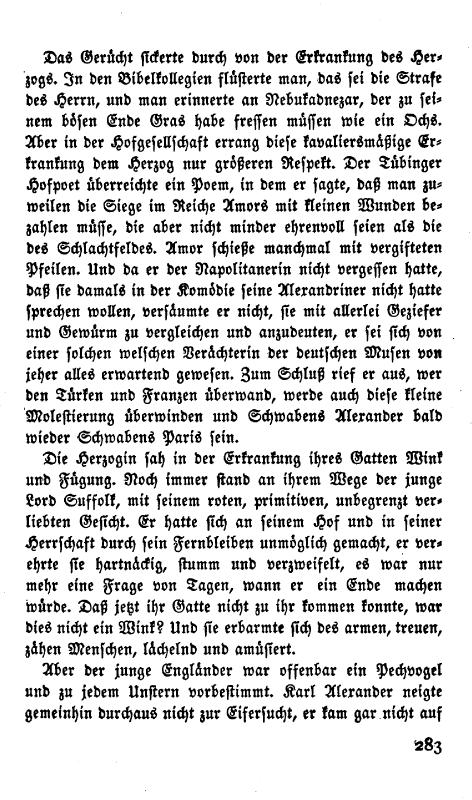 Das Gerücht sickerte durch von der Erkrankung des Her-
zogs. In den Bibelkollegien flüsterte man, das sei die Strafe
des Herrn, und man erinnerte an Nebukadnezar, der zu sei-
nem bösen Ende Gras habe fressen müssen wie ein Ochs.
Aber in der Hofgesellschaft errang diese kavaliersmäßige Er-
krankung dem Herzog nur größeren Respekt. Der Tübinger
Hofpoet überreichte ein Poem, in dem er sagte, daß man zu-
weilen die Siege im Reiche Amors mit kleinen Wunden be-
zahlen müsse, die aber nicht minder ehrenvoll seien als die
des Schlachtfeldes. Amor schieße manchmal mit vergifteten
Pfeilen. Und da er der Napolitanerin nicht vergessen hatte,
daß sie damals in der Komödie seine Alexandriner nicht hatte
sprechen wollen, versäumte er nicht, sie mit allerlei Geziefer
und Gewürm zu vergleichen und anzudeuten, er sei sich von
einer solchen welschen Verächterin der deutschen Musen von
jeher alles erwartend gewesen. Zum Schluß rief er aus, wer
den Türken und Franzen überwand, werde auch diese kleine
Molestierung überwinden und Schwabens Alexander bald
wieder Schwabens Paris sein.
Die Herzogin sah in der Erkrankung ihres Gatten Wink
und Fügung. Noch immer stand an ihrem Wege der junge
Lord Suffolk, mit seinem roten, primitiven, unbegrenzt ver-
liebten Gesicht. Er hatte sich an seinem Hof und in seiner
Herrschaft durch sein Fernbleiben unmöglich gemacht, er ver-
ehrte sie hartnäckig, stumm und verzweifelt, es war nur
mehr eine Frage von Tagen, wann er ein Ende machen
würde. Daß jetzt ihr Gatte nicht zu ihr kommen konnte, war
dies nicht ein Wink? Und sie erbarmte sich des armen, treuen,
zähen Menschen, lächelnd und amüsiert.
Aber der junge Engländer war offenbar ein Pechvogel
und zu jedem Unstern vorbestimmt. Karl Alexander neigte
gemeinhin durchaus nicht zur Eifersucht, er kam gar nicht auf
283